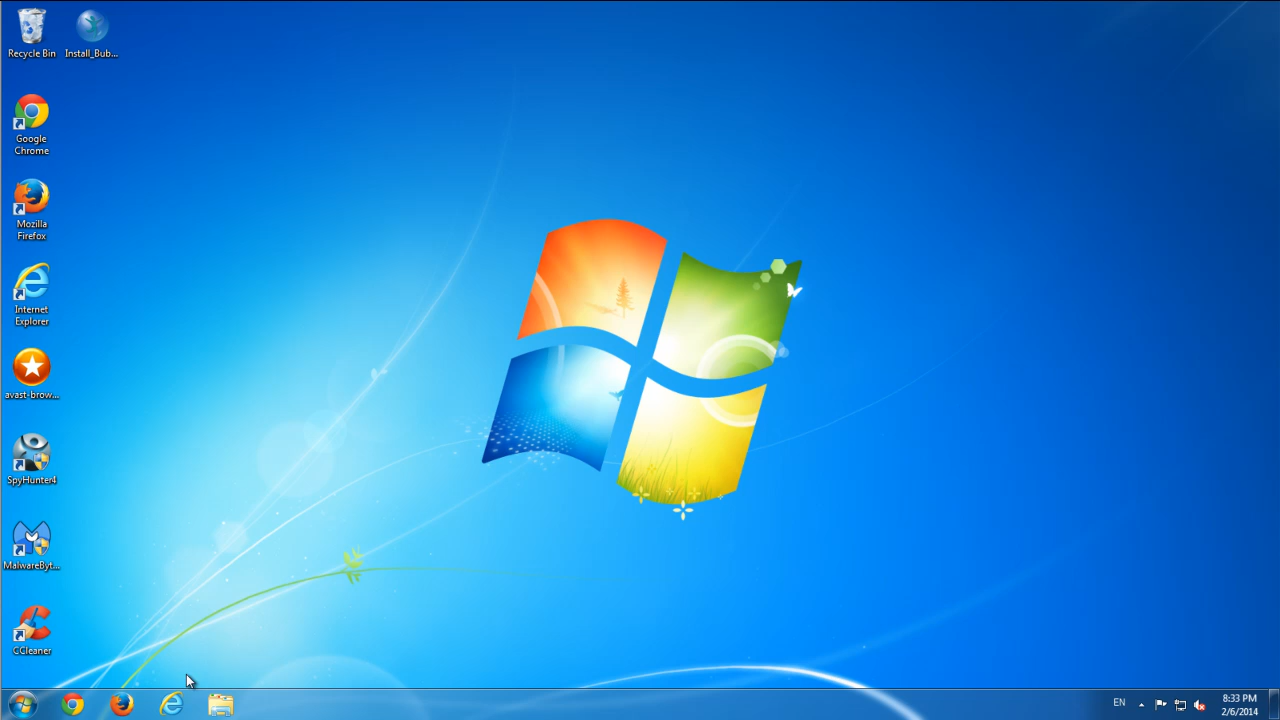 Recycle Bin
Install_Bub...
Google
Chrome
Mozilla
Firefox
Internet
Explorer
avast-brow...
SpyHunter4
MalwareByt...
CCleaner
EN
8:33 PM
2/6/2014